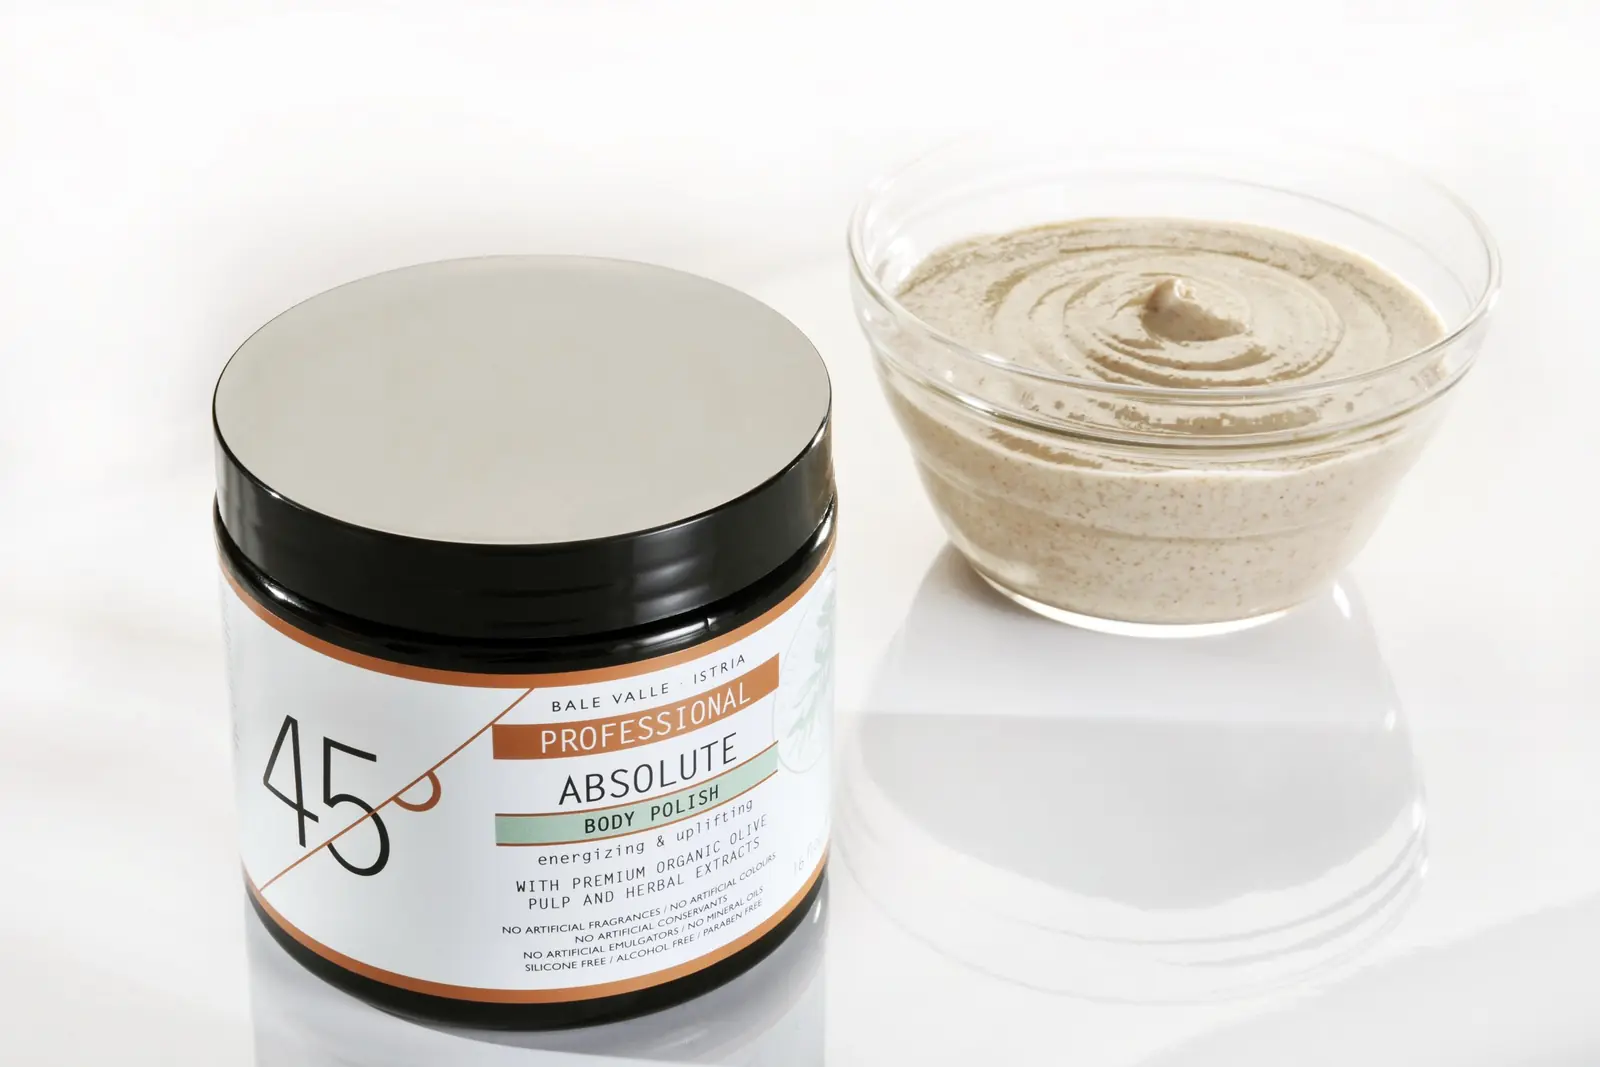 45°
BALE VALLE · ISTRIA
PROFESSIONAL
ABSOLUTE
BODY POLISH
energizing & uplifting
WITH PREMIUM ORGANIC OLIVE
PULP AND HERBAL EXTRACTS
NO ARTIFICIAL FRAGRANCES / NO ARTIFICIAL COLOURS
NO ARTIFICIAL CONSERVANTS
NO ARTIFICIAL EMULGATORS / NO MINERAL OILS
SILICONE FREE / ALCOHOL FREE / PARABEN FREE
16